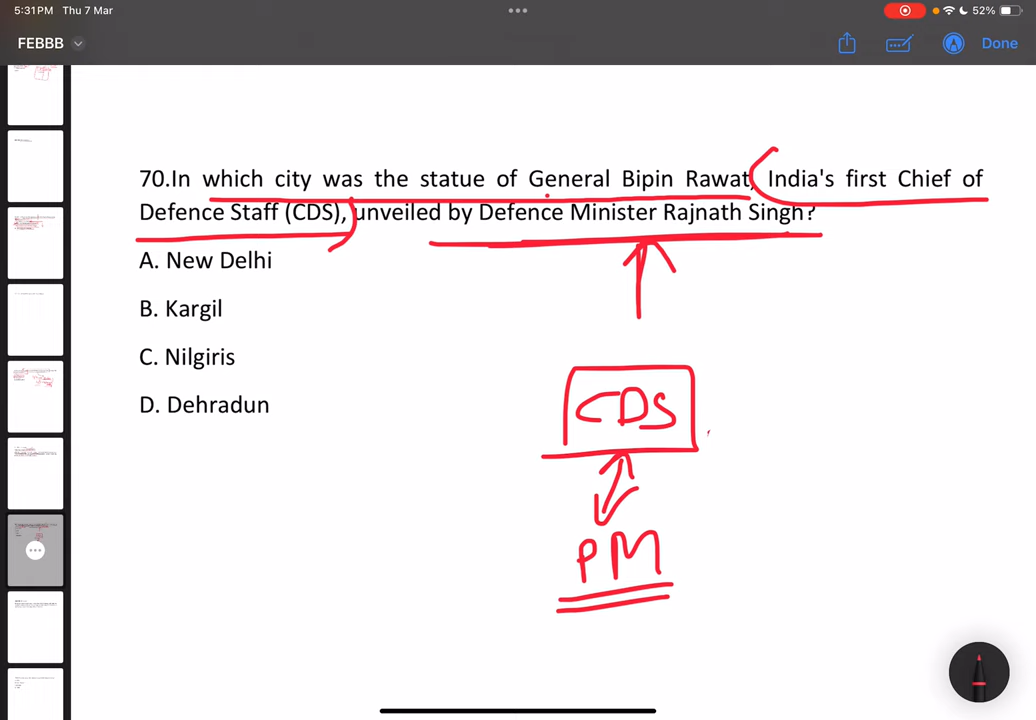 5:31 PM Thu 7 Mar
52%
FEBBB
Done
70.In which city was the statue of General Bipin Rawat, India's first Chief of
Defence Staff (CDS), unveiled by Defence Minister Rajnath Singh?
A. New Delhi
B. Kargil
C. Nilgiris
D. Dehradun
CDS
PM